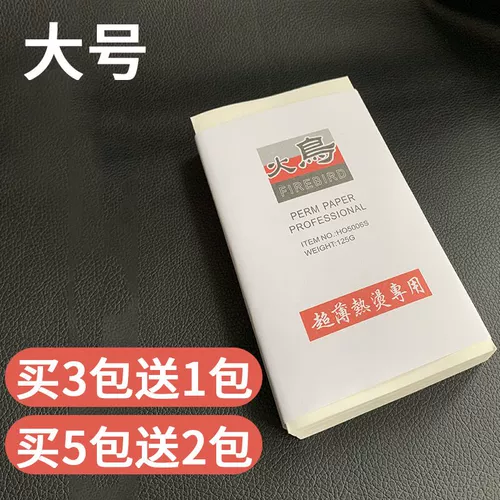 大号
火鳥
FIREBIRD
PERM PAPER
PROFESSIONAL
ITEM NO.:HO5006S
WEIGHT:125G
超薄熱燙專用
买3包送1包
买5包送2包